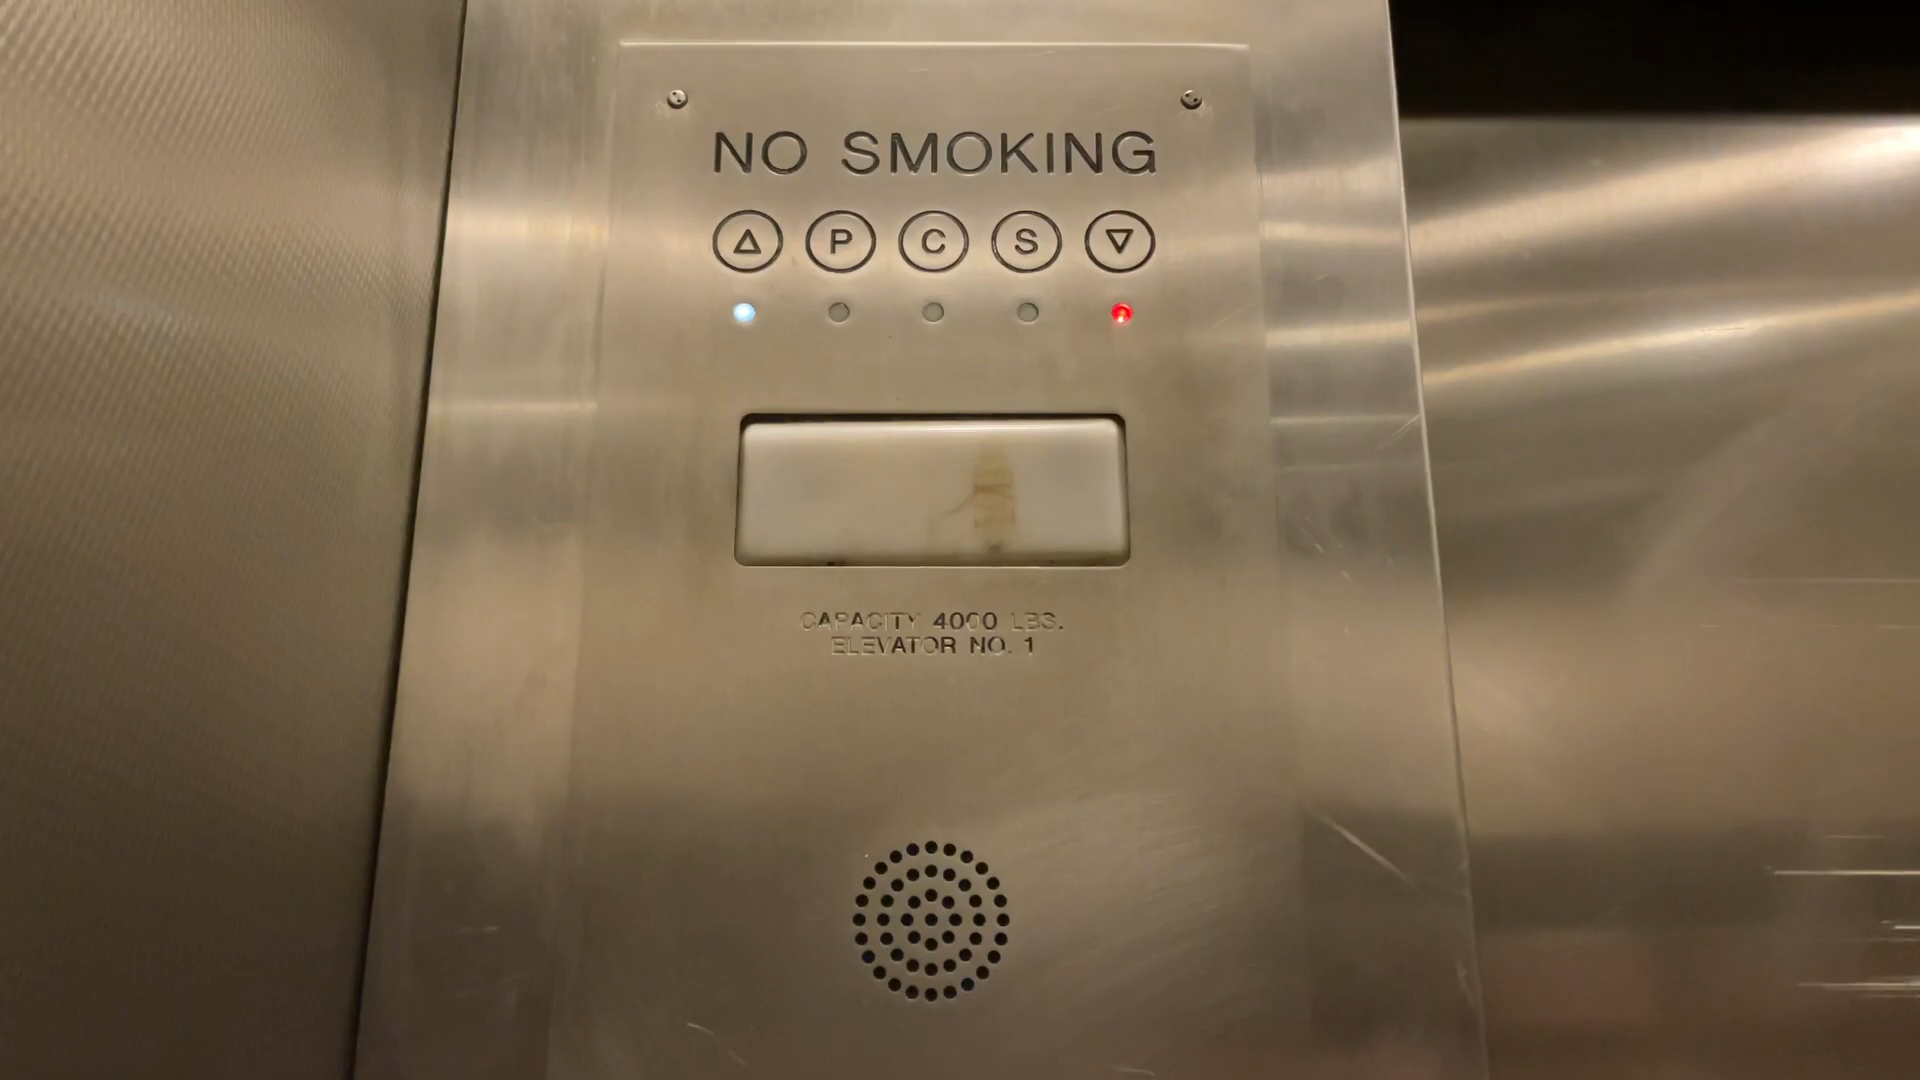 NO SMOKING
P C S
CAPACITY 4000 LBS.
ELEVATOR NO. 1